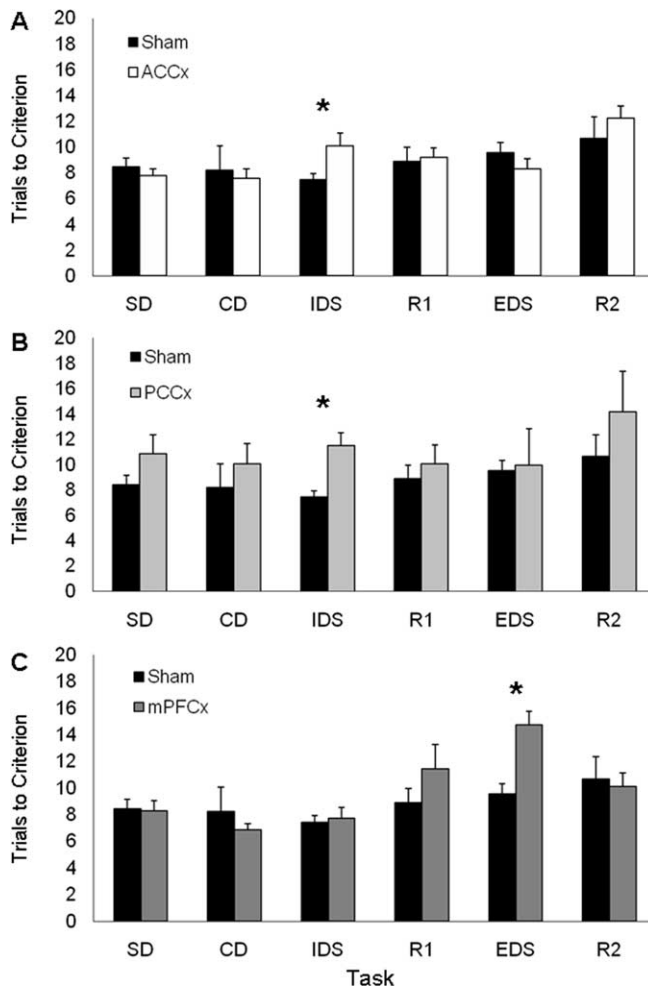 A
Trials to Criterion
20
18
16
14
12
10
8
6
4
2
0
Sham
ACCx
*
SD CD IDS R1 EDS R2
B
Trials to Criterion
20
18
16
14
12
10
8
6
4
2
0
Sham
PCCx
*
SD CD IDS R1 EDS R2
C
Trials to Criterion
20
18
16
14
12
10
8
6
4
2
0
Sham
mPFCx
*
SD CD IDS R1 EDS R2
Task